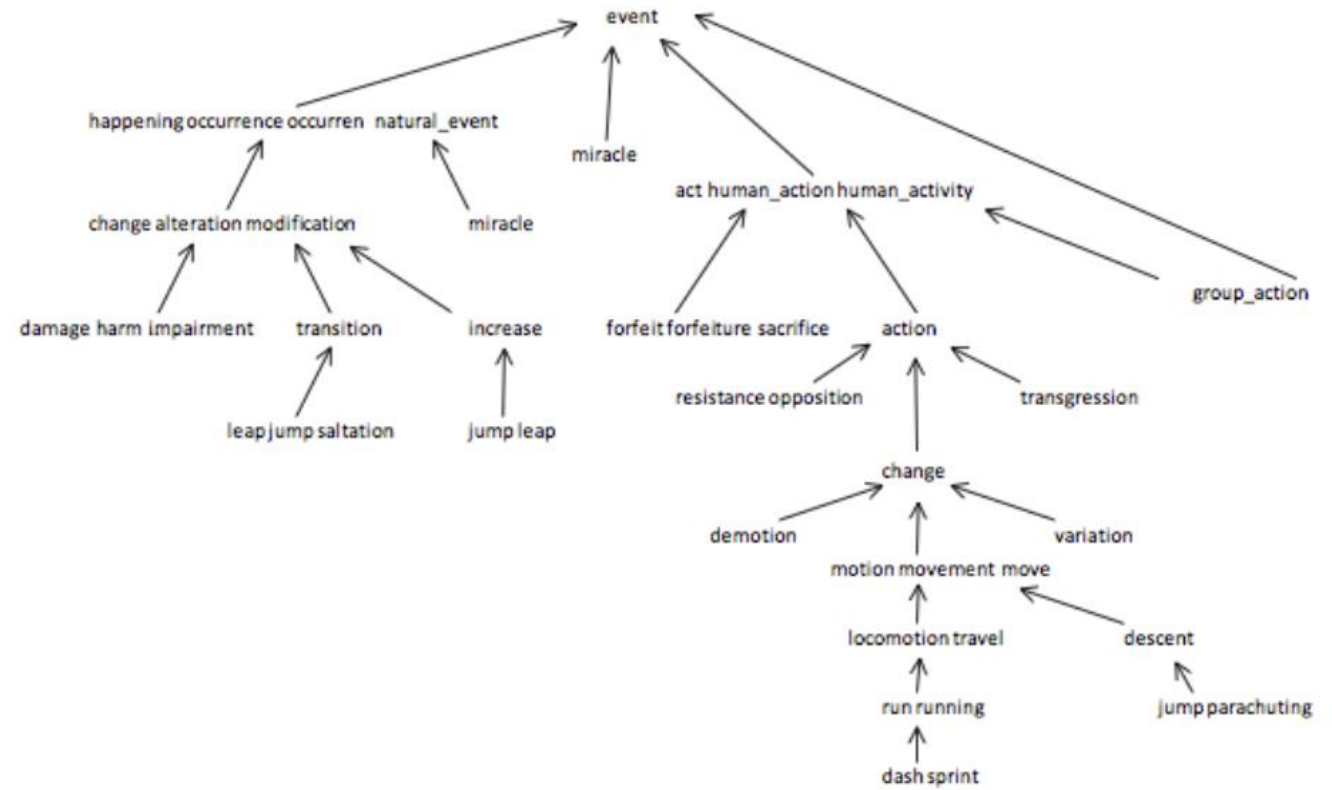 event
happening occurrence occurren natural_event
miracle
act human_action human_activity
change alteration modification
miracle
group_action
damage harm impairment
transition
increase
forfeit forfeiture sacrifice
action
resistance opposition
transgression
leap jump saltation
jump leap
change
demotion
variation
motion movement move
locomotion travel
descent
run running
jump parachuting
dash sprint